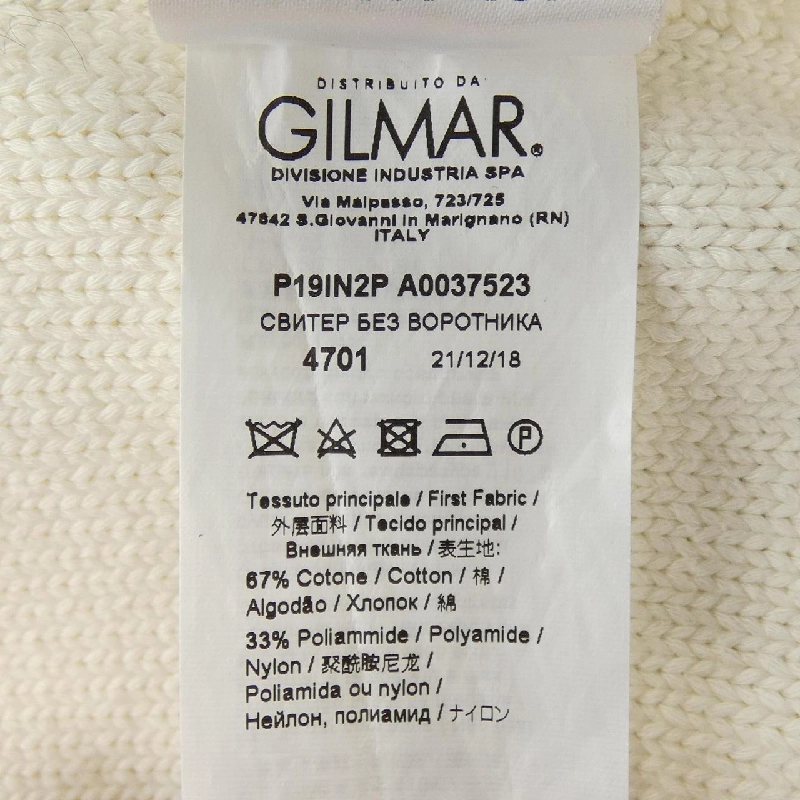 DISTRIBUITO DA
GILMAR®
DIVISIONE INDUSTRIA SPA
Via Malpasso, 723/725
47842 S.Giovanni in Marignano (RN)
ITALY
P19IN2P A0037523
СВИТЕР БЕЗ ВОРОТНИКА
4701 21/12/18
P
Tessuto principale / First Fabric /
外层面料 / Tecido principal /
Внешняя ткань / 表生地:
67% Cotone / Cotton / 棉 /
Algodão / Хлопок / 綿
33% Poliammide / Polyamide /
Nylon / 聚酰胺尼龙 /
Poliamida ou nylon /
Нейлон, полиамид / ナイロン